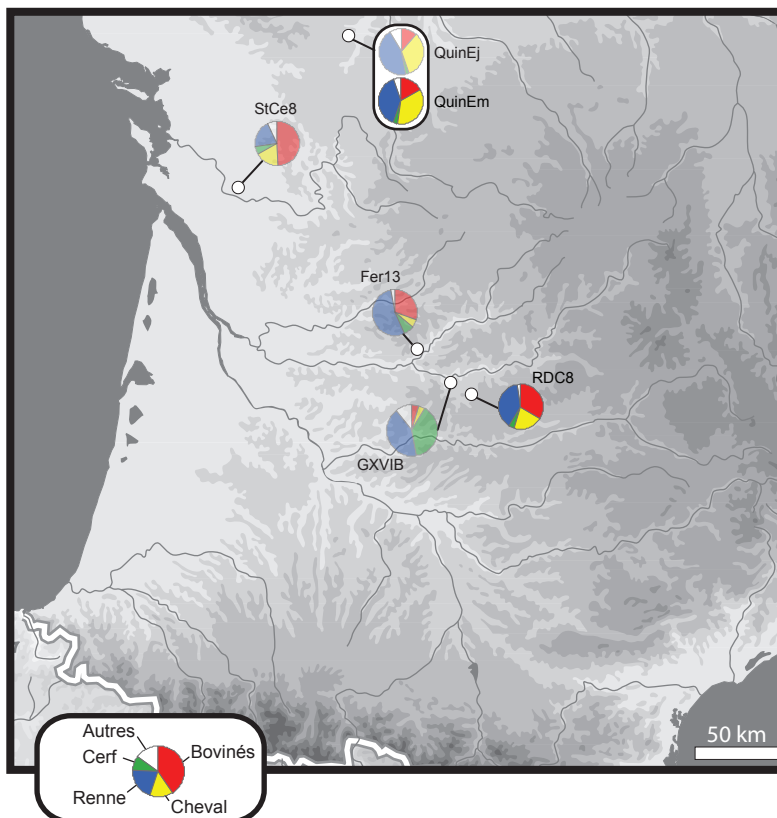 QuinEj
QuinEm
StCe8
Fer13
RDC8
GXVIB
50 km
Autres
Bovinés
Cerf
Renne
Cheval